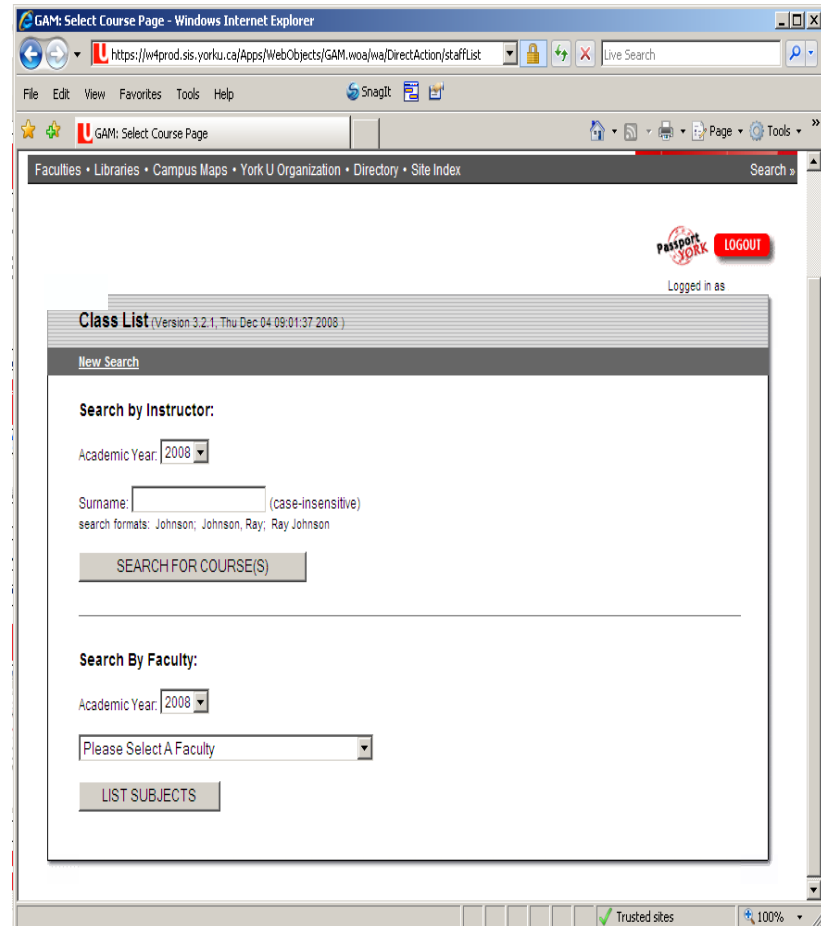 GAM: Select Course Page - Windows Internet Explorer
https://w4prod.sis.yorku.ca/Apps/WebObjects/GAM.woa/wa/DirectAction/staffList Live Search
File Edit View Favorites Tools Help SnagIt
GAM: Select Course Page Page Tools »
Faculties • Libraries • Campus Maps • York U Organization • Directory • Site Index Search »
Passport YORK LOGOUT
Logged in as
Class List (Version 3.2.1, Thu Dec 04 09:01:37 2008 )
New Search
Search by Instructor:
Academic Year: 2008
Surname: (case-insensitive)
search formats: Johnson; Johnson, Ray; Ray Johnson
SEARCH FOR COURSE(S)
Search By Faculty:
Academic Year: 2008
Please Select A Faculty
LIST SUBJECTS
Trusted sites 100%